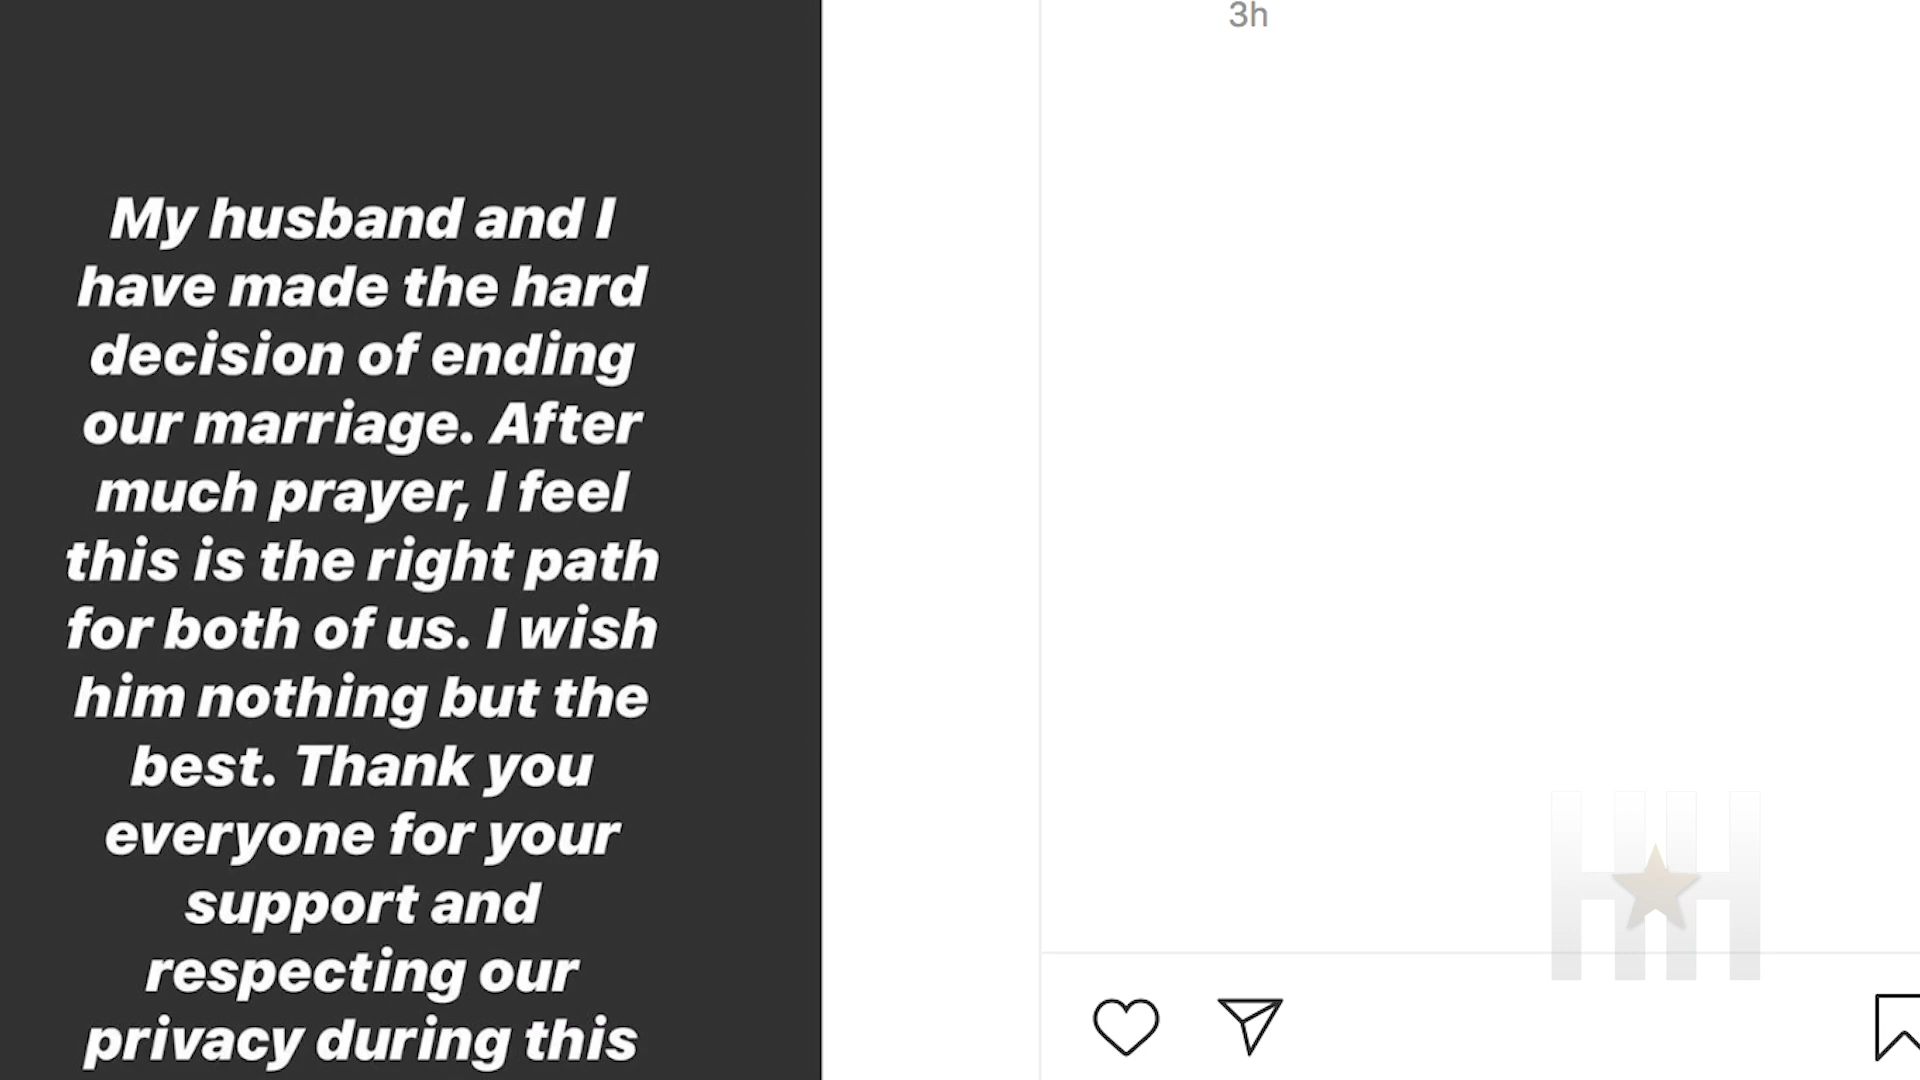 My husband and I
have made the hard
decision of ending
our marriage. After
much prayer, I feel
this is the right path
for both of us. I wish
him nothing but the
best. Thank you
everyone for your
support and
respecting our
privacy during this
3h
HH